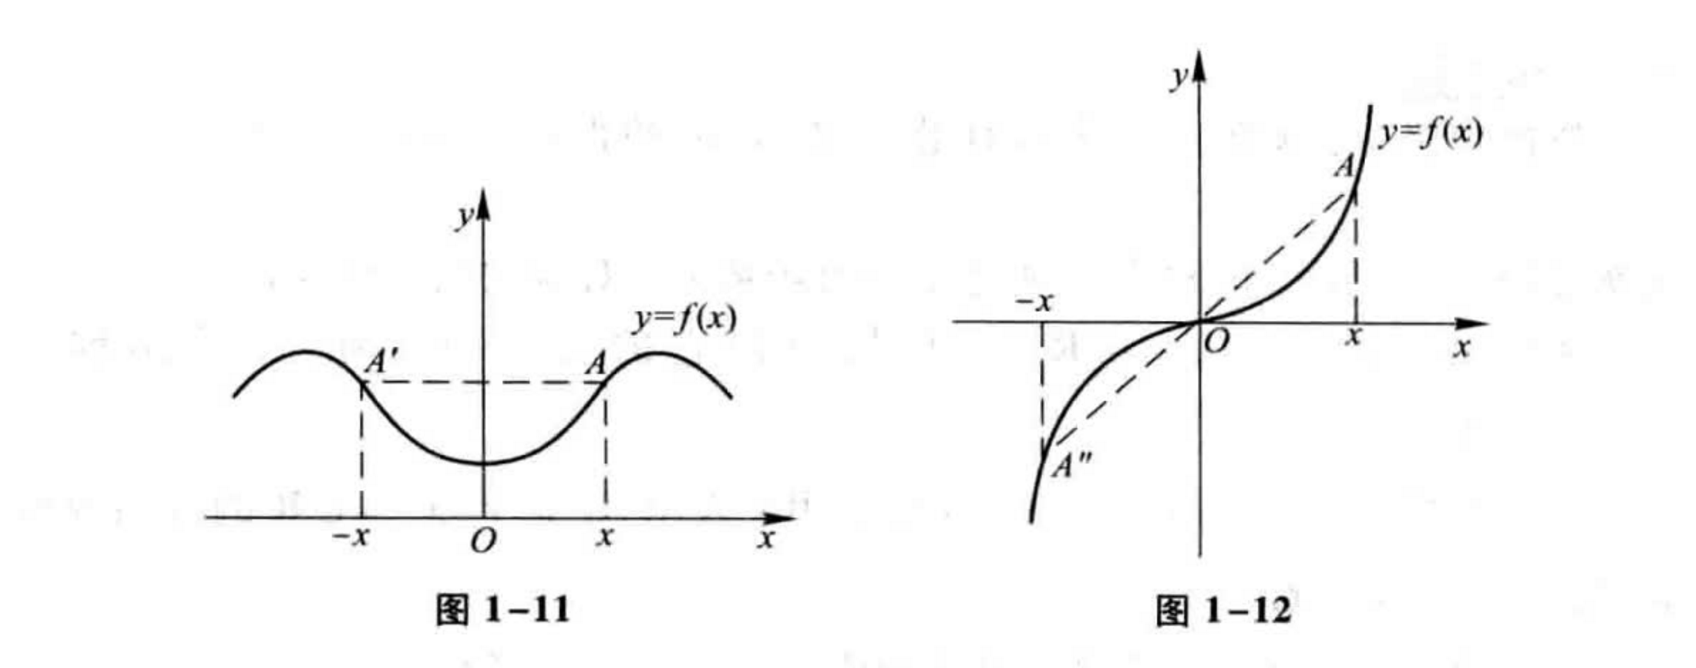 y
y=f(x)
A′
A
−x
O
x
x
图 1-11
y
y=f(x)
A
−x
O
x
x
A″
图 1-12